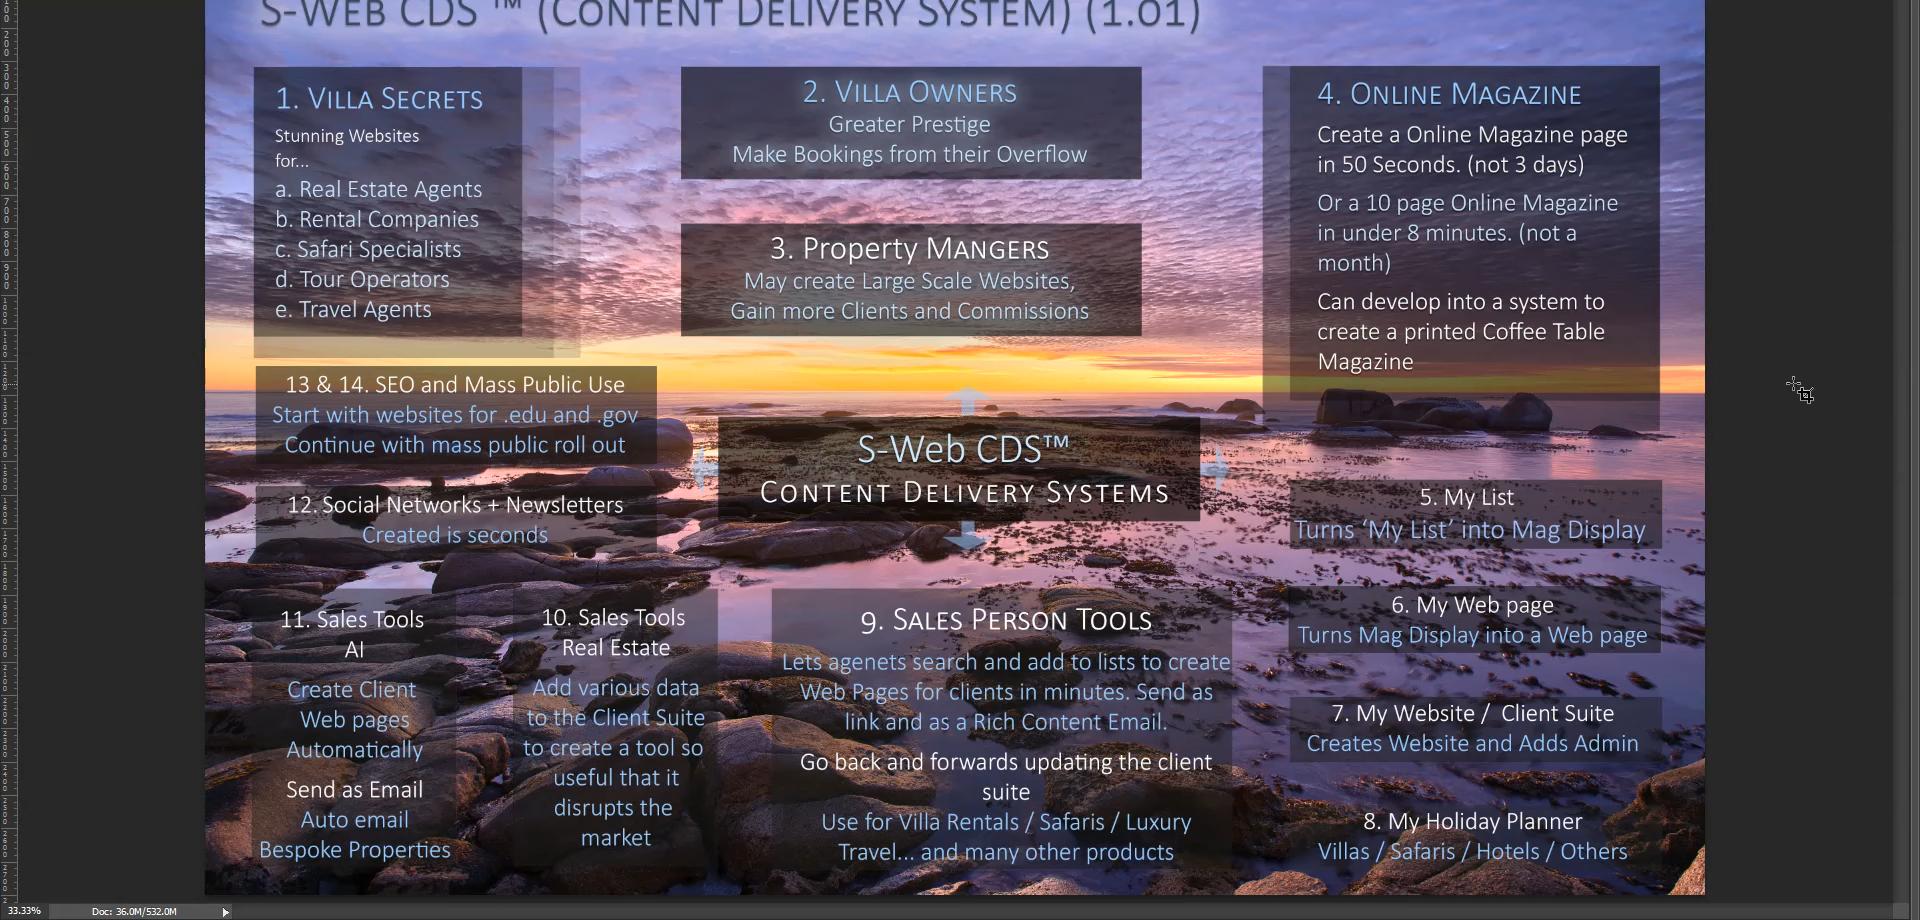 S-Web CDS ™ (Content Delivery System) (1.01)
1. Villa Secrets
Stunning Websites
for...
a. Real Estate Agents
b. Rental Companies
c. Safari Specialists
d. Tour Operators
e. Travel Agents
2. Villa Owners
Greater Prestige
Make Bookings from their Overflow
3. Property Mangers
May create Large Scale Websites,
Gain more Clients and Commissions
4. Online Magazine
Create a Online Magazine page
in 50 Seconds. (not 3 days)
Or a 10 page Online Magazine
in under 8 minutes. (not a
month)
Can develop into a system to
create a printed Coffee Table
Magazine
13 & 14. SEO and Mass Public Use
Start with websites for .edu and .gov
Continue with mass public roll out
S-Web CDS™
Content Delivery Systems
12. Social Networks + Newsletters
Created is seconds
5. My List
Turns ‘My List’ into Mag Display
6. My Web page
Turns Mag Display into a Web page
7. My Website / Client Suite
Creates Website and Adds Admin
8. My Holiday Planner
Villas / Safaris / Hotels / Others
9. Sales Person Tools
Lets agenets search and add to lists to create
Web Pages for clients in minutes. Send as
link and as a Rich Content Email.
Go back and forwards updating the client
suite
Use for Villa Rentals / Safaris / Luxury
Travel... and many other products
10. Sales Tools
Real Estate
Add various data
to the Client Suite
to create a tool so
useful that it
disrupts the
market
11. Sales Tools
AI
Create Client
Web pages
Automatically
Send as Email
Auto email
Bespoke Properties
33.33%
Doc: 36.0M/532.0M